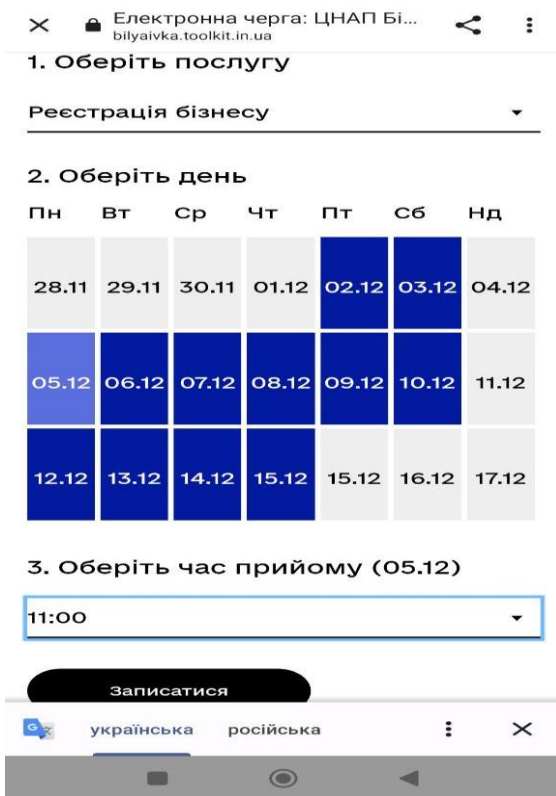 Електронна черга: ЦНАП Бі...
bilyaivka.toolkit.in.ua
1. Оберіть послугу
Реєстрація бізнесу
2. Оберіть день
Пн Вт Ср Чт Пт Сб Нд
28.11 29.11 30.11 01.12 02.12 03.12 04.12
05.12 06.12 07.12 08.12 09.12 10.12 11.12
12.12 13.12 14.12 15.12 15.12 16.12 17.12
3. Оберіть час прийому (05.12)
11:00
Записатися
українська російська